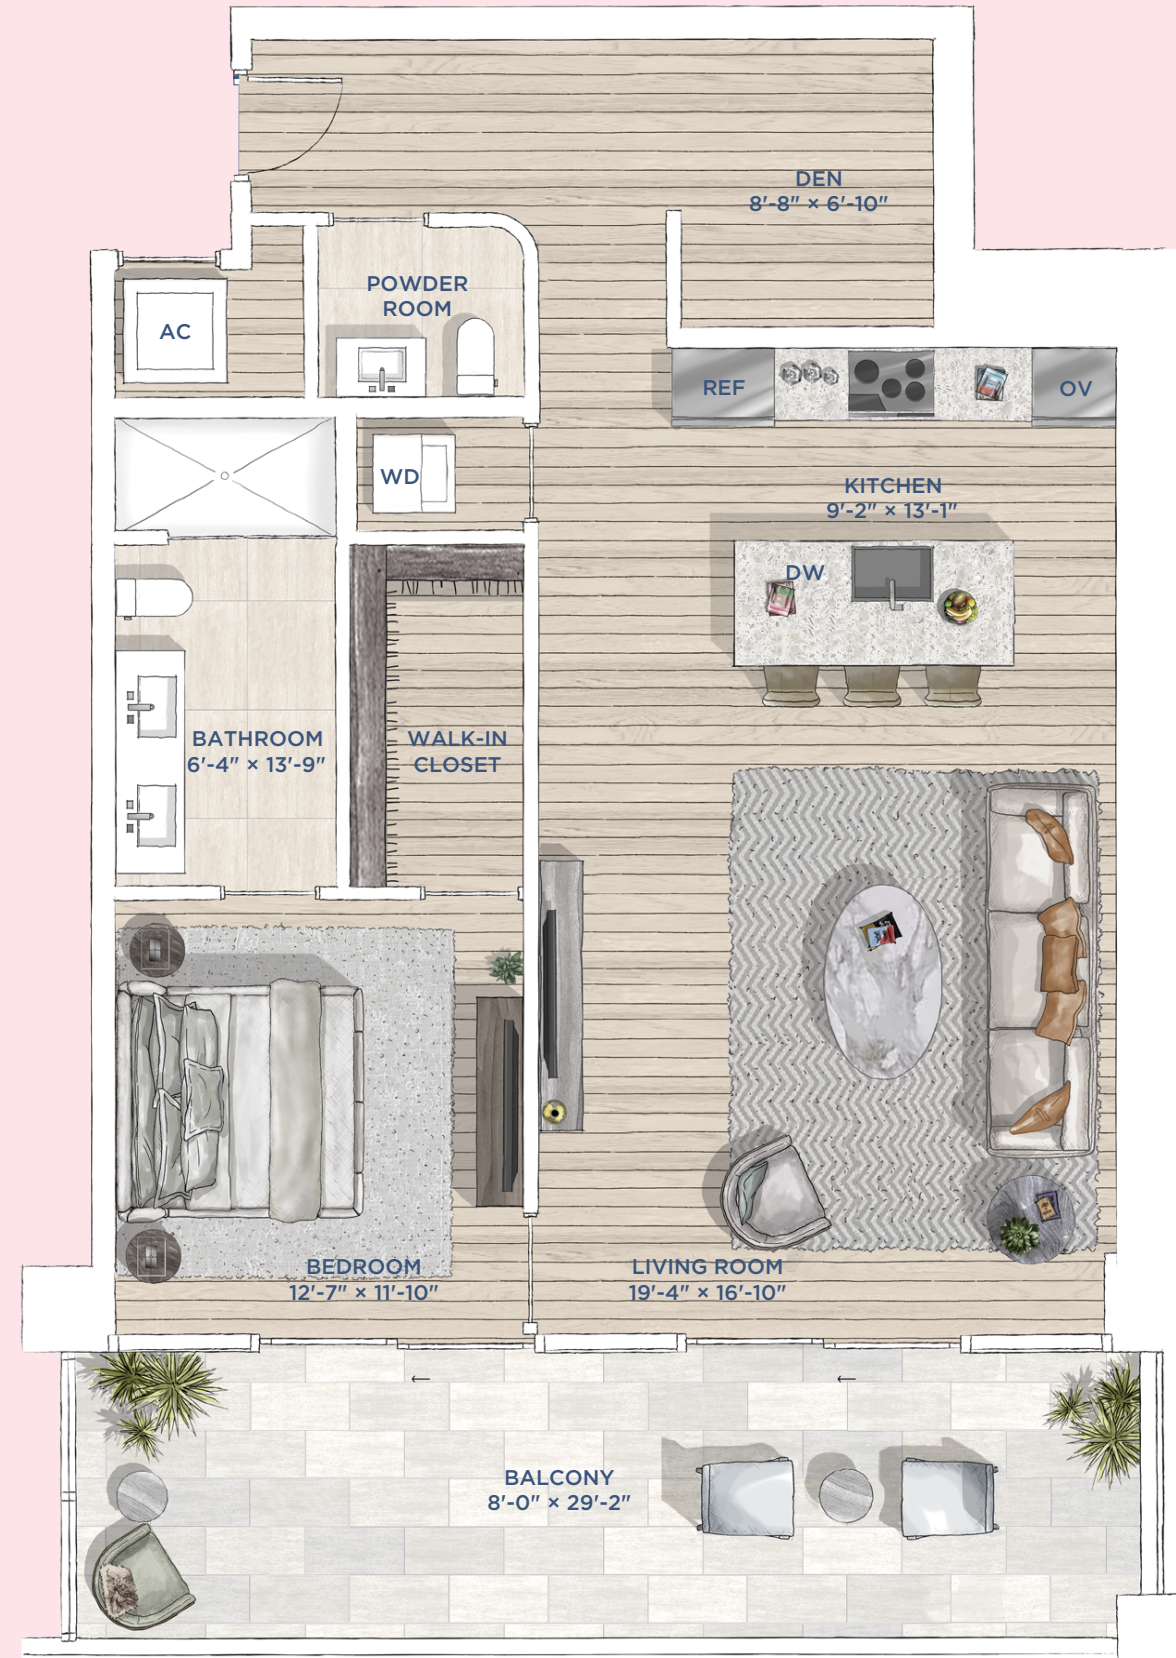 DEN
8'-8" × 6'-10"
POWDER
ROOM
AC
REF
OV
WD
KITCHEN
9'-2" × 13'-1"
DW
BATHROOM
6'-4" × 13'-9"
WALK-IN
CLOSET
BEDROOM
12'-7" × 11'-10"
LIVING ROOM
19'-4" × 16'-10"
BALCONY
8'-0" × 29'-2"